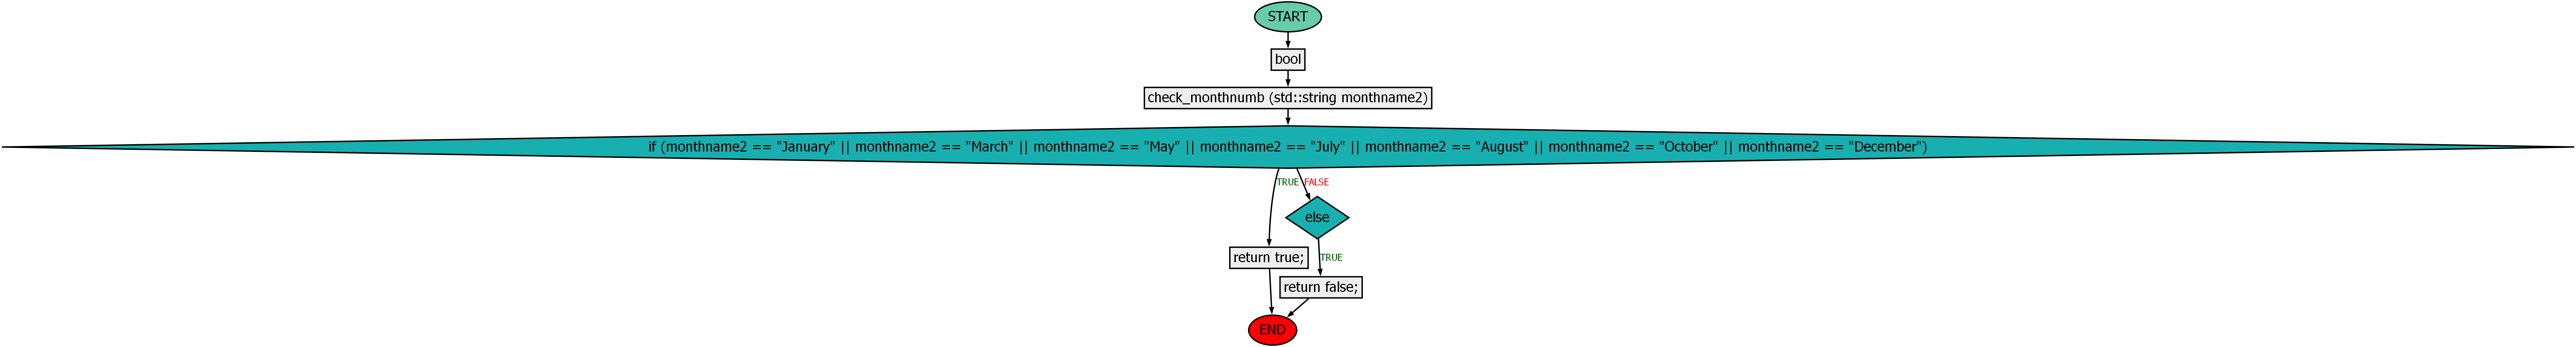 START
bool
check_monthnumb (std::string monthname2)
if (monthname2 == "January" || monthname2 == "March" || monthname2 == "May" || monthname2 == "July" || monthname2 == "August" || monthname2 == "October" || monthname2 == "December")
TRUE
FALSE
else
return true;
TRUE
return false;
END